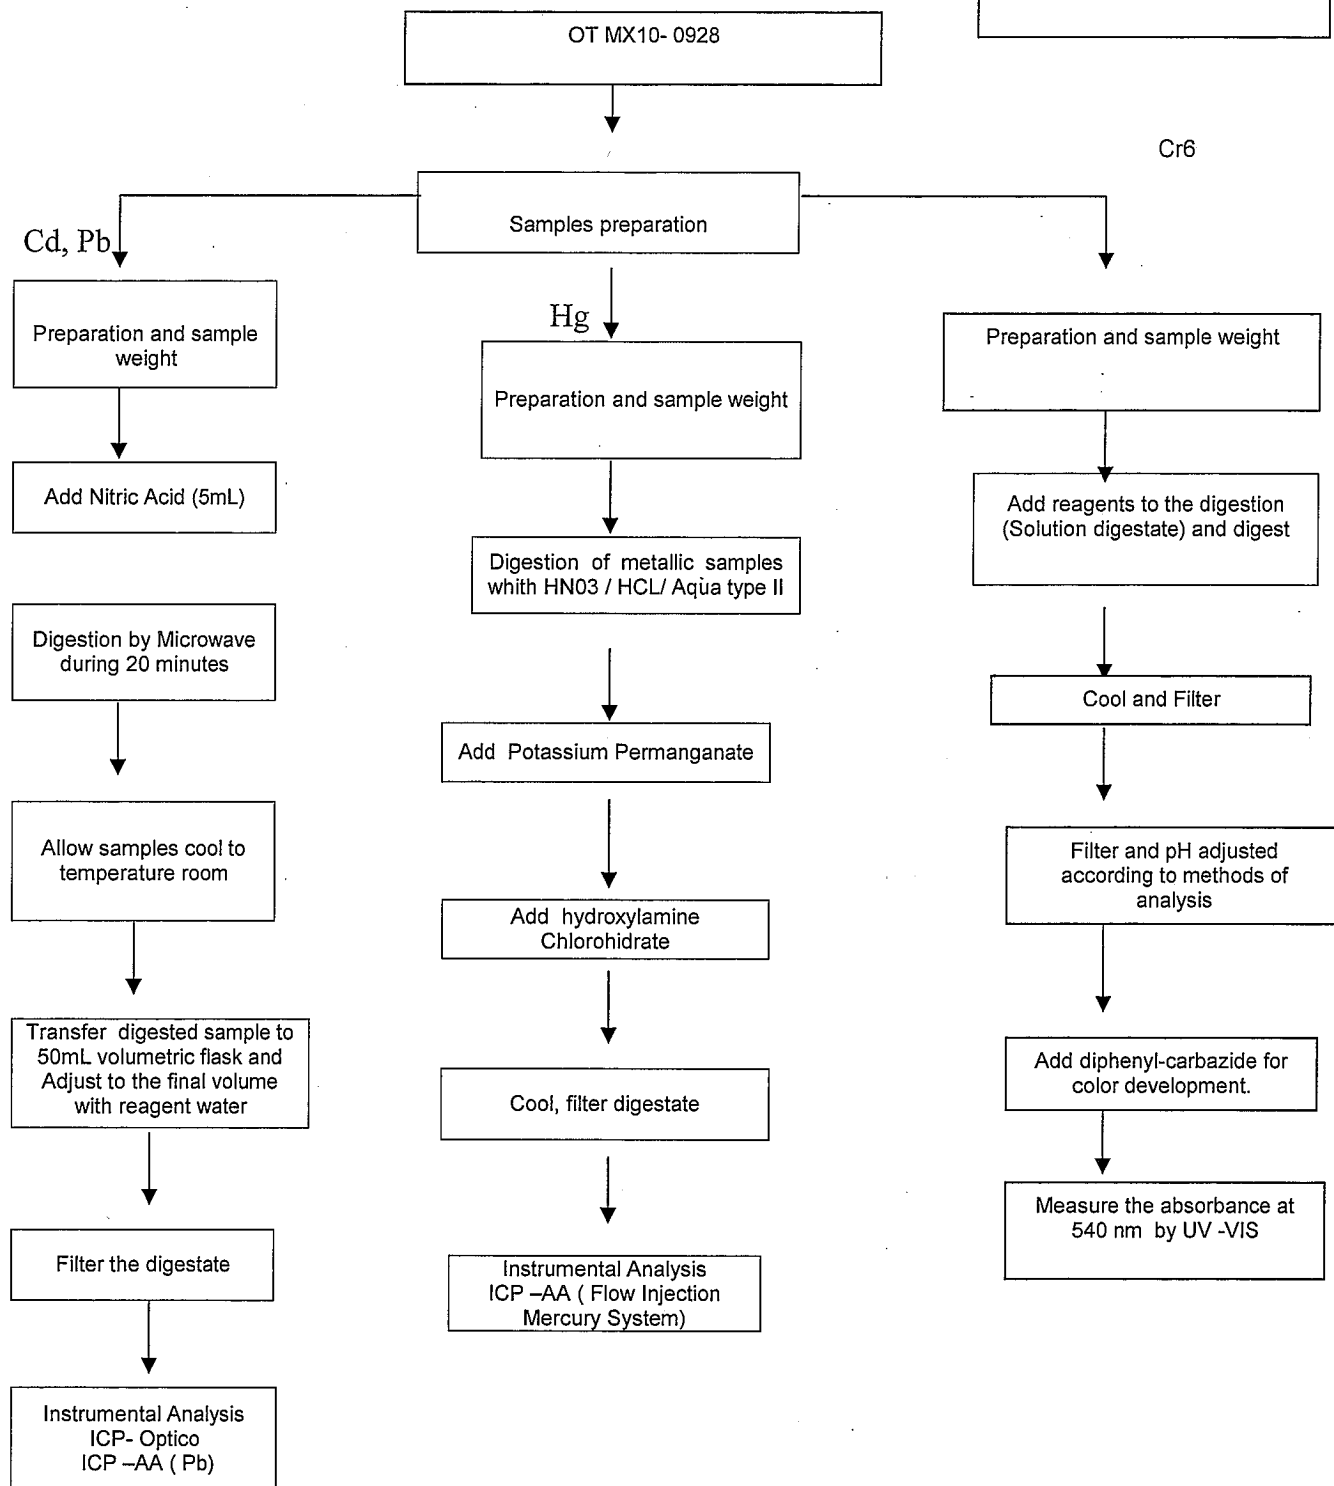 OT MX10- 0928
Cr6
Samples preparation
Cd, Pb
Preparation and sample
weight
Add Nitric Acid (5mL)
Digestion by Microwave
during 20 minutes
Allow samples cool to
temperature room
Transfer digested sample to
50mL volumetric flask and
Adjust to the final volume
with reagent water
Filter the digestate
Instrumental Analysis
ICP- Optico
ICP –AA ( Pb)
Hg
Preparation and sample weight
Digestion of metallic samples
whith HN03 / HCL/ Aqùa type II
Add Potassium Permanganate
Add hydroxylamine
Chlorohidrate
Cool, filter digestate
Instrumental Analysis
ICP –AA ( Flow Injection
Mercury System)
Preparation and sample weight
Add reagents to the digestion
(Solution digestate) and digest
Cool and Filter
Filter and pH adjusted
according to methods of
analysis
Add diphenyl-carbazide for
color development.
Measure the absorbance at
540 nm by UV -VIS